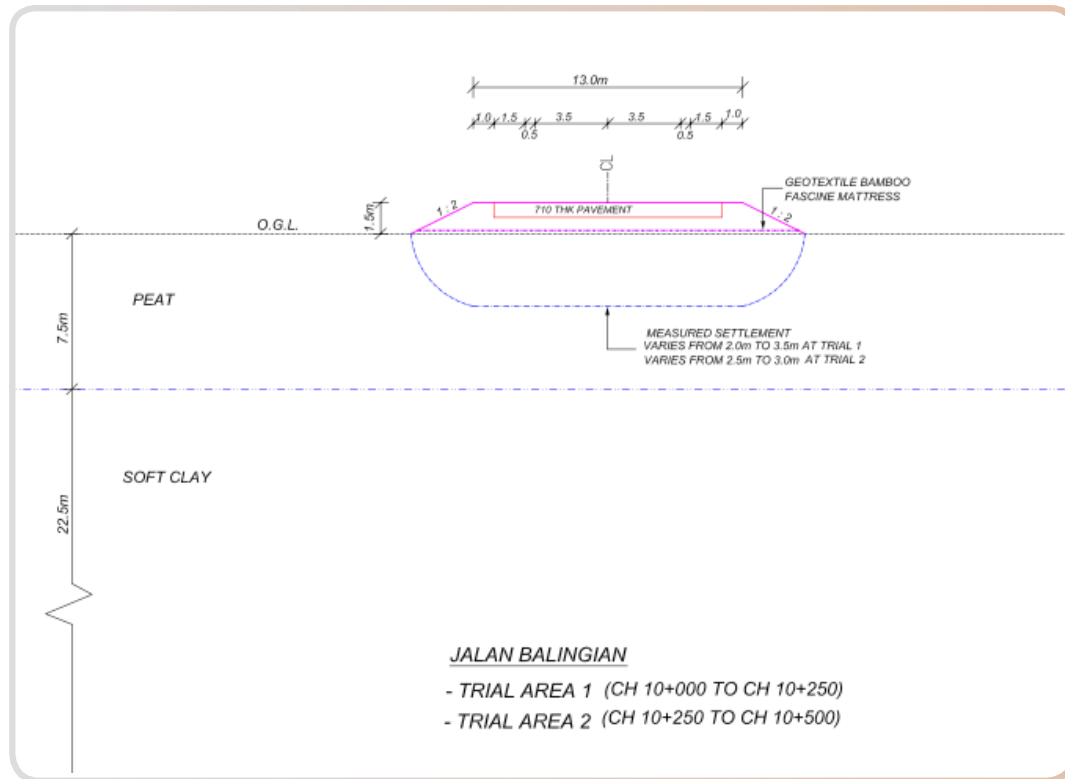 13.0m
1.0 1.5 0.5 3.5 3.5 0.5 1.5 1.0
CL
GEOTEXTILE BAMBOO
FASCINE MATTRESS
1 : 2
710 THK PAVEMENT
1 : 2
1.5m
O.G.L.
PEAT
7.5m
MEASURED SETTLEMENT
VARIES FROM 2.0m TO 3.5m AT TRIAL 1
VARIES FROM 2.5m TO 3.0m AT TRIAL 2
SOFT CLAY
22.5m
JALAN BALINGIAN
- TRIAL AREA 1 (CH 10+000 TO CH 10+250)
- TRIAL AREA 2 (CH 10+250 TO CH 10+500)